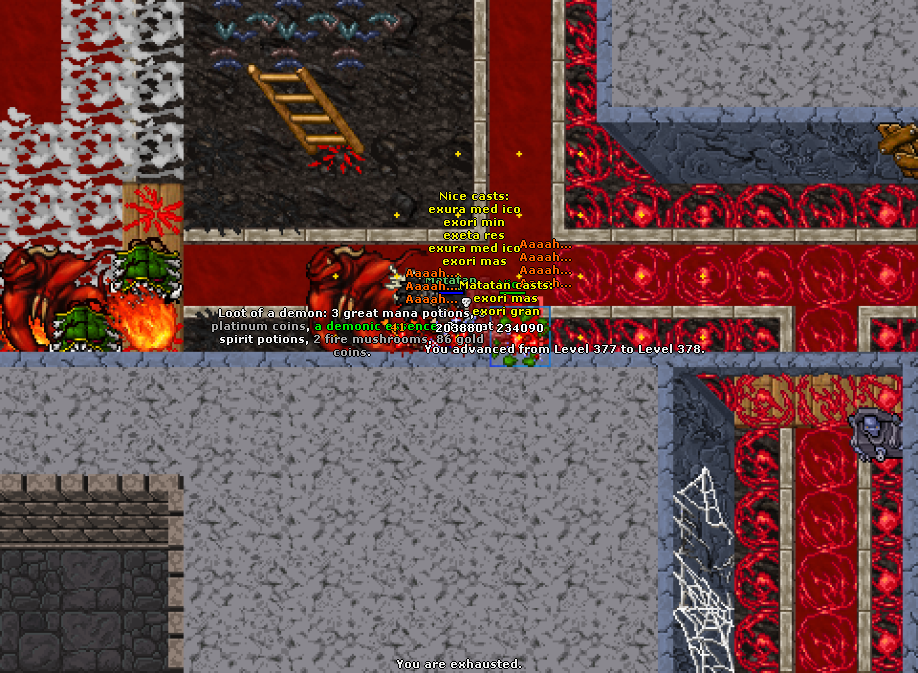 Nice casts:
exura med ico
exori min
exeta res
exura med ico
exori mas
Aaaah...
Aaaah...
Aaaah...
Aaaah...
Aaaah...
Aaaah...
Matatan
Matatan casts:
exori mas
exori gran
Loot of a demon: 3 great mana potions,
platinum coins, a demonic essence,
spirit potions, 2 fire mushrooms, 86 gold
coins.
234090
You advanced from Level 377 to Level 378.
You are exhausted.